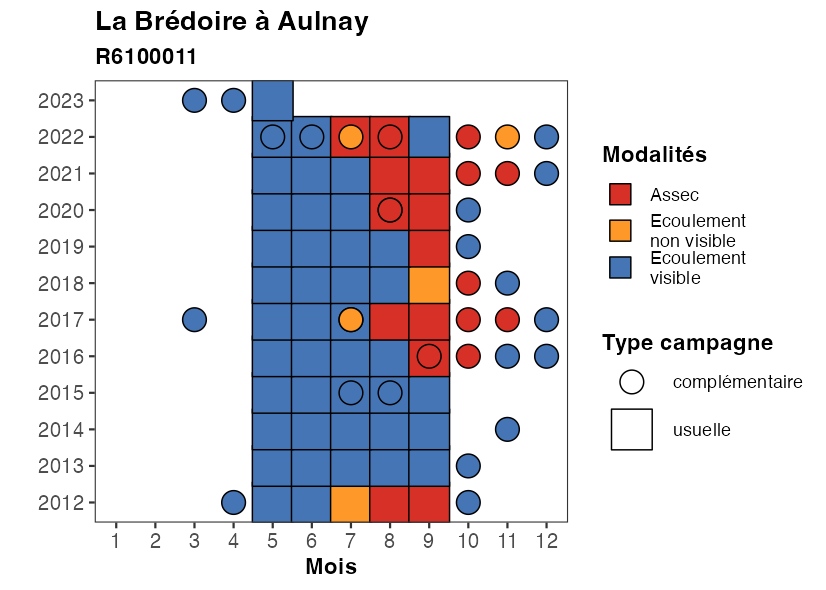 La Brédoire à Aulnay
R6100011
2023
2022
2021
2020
2019
2018
2017
2016
2015
2014
2013
2012
1 2 3 4 5 6 7 8 9 10 11 12
Mois
Modalités
Assec
Ecoulement
non visible
Ecoulement
visible
Type campagne
complémentaire
usuelle